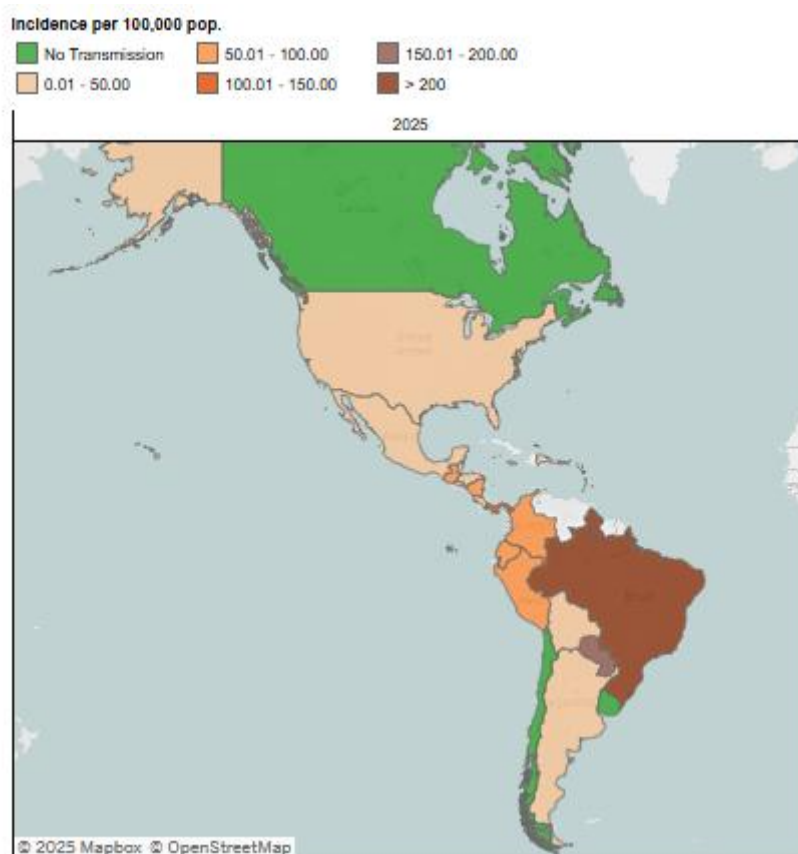 Incidence per 100,000 pop.
No Transmission 50.01 - 100.00 150.01 - 200.00
0.01 - 50.00 100.01 - 150.00 > 200
2025
© 2025 Mapbox © OpenStreetMap